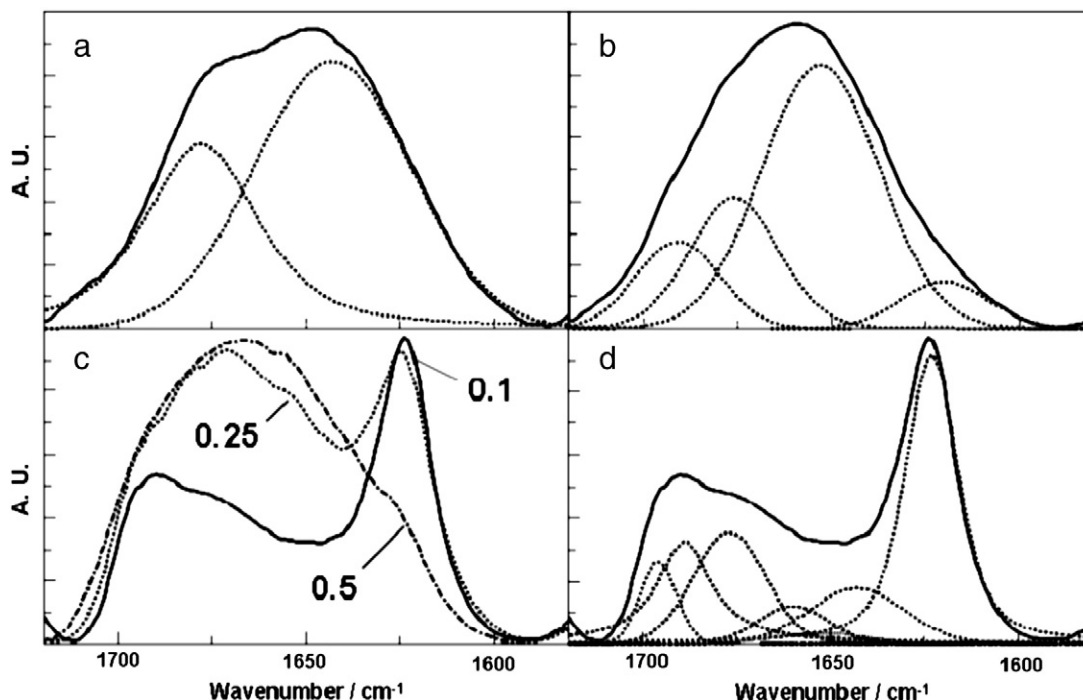 a
b
A. U.
c
d
0.1
0.25
0.5
A. U.
1700 1650 1600
1700 1650 1600
Wavenumber / cm-1
Wavenumber / cm-1